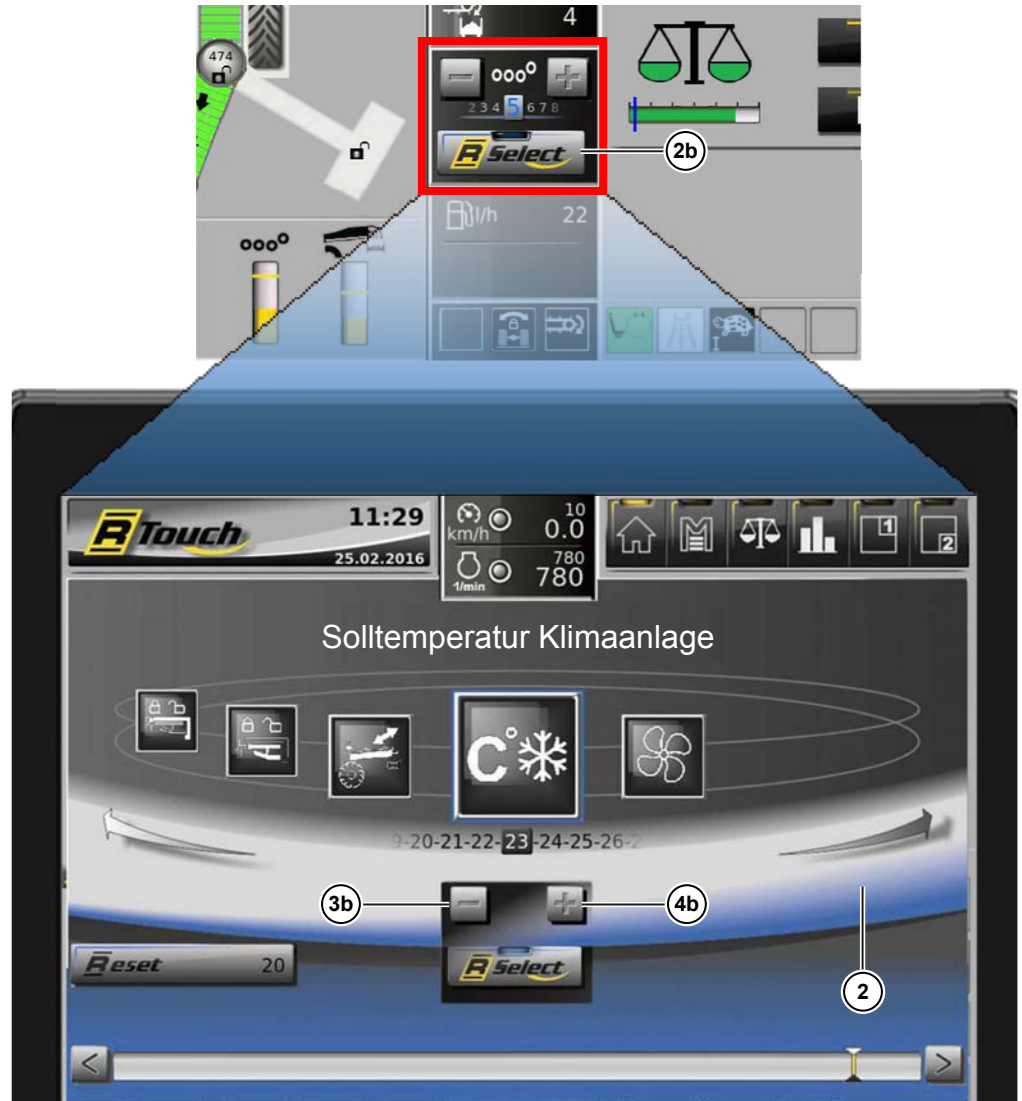 4
474
2 3 4 5 6 7 8
R Select
2b
l/h 22
R Touch
11:29
25.02.2016
km/h
10
0.0
1/min
780
780
M
1
2
Solltemperatur Klimaanlage
C°
-20-21-22-23-24-25-26-
3b
4b
Reset 20
R Select
2
<
>